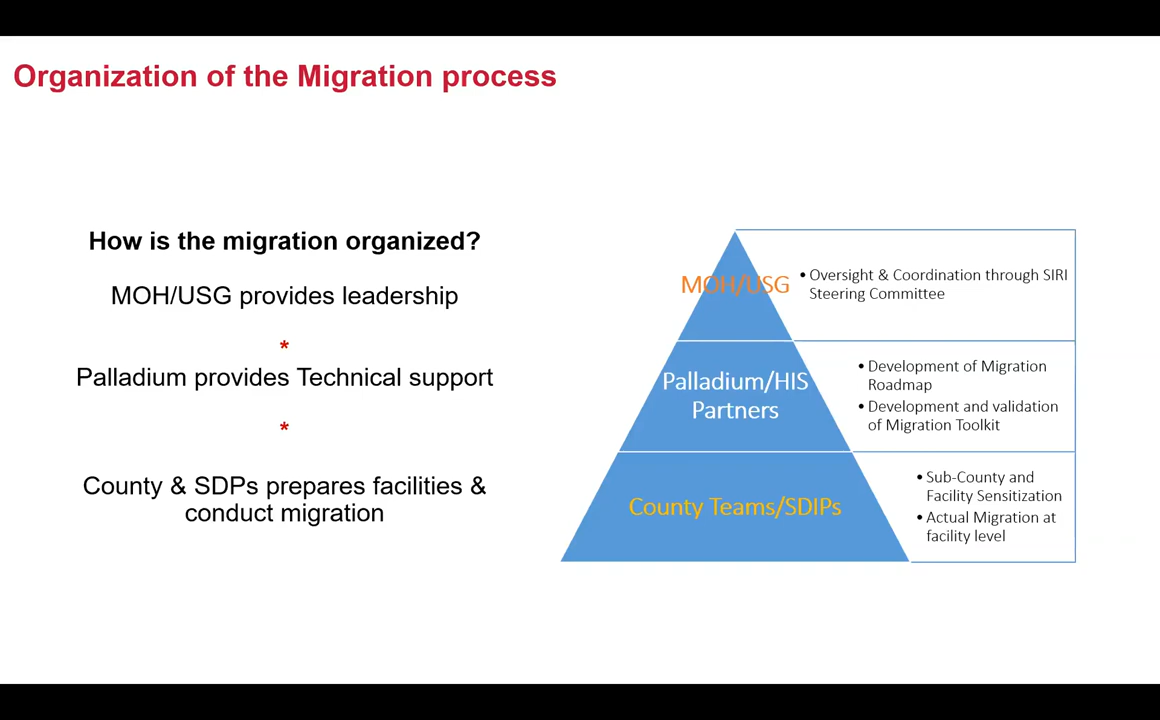 Organization of the Migration process
How is the migration organized?
MOH/USG provides leadership
*
Palladium provides Technical support
*
County & SDPs prepares facilities &
conduct migration
MOH/USG
• Oversight & Coordination through SIRI
Steering Committee
Palladium/HIS
Partners
• Development of Migration
Roadmap
• Development and validation
of Migration Toolkit
County Teams/SDIPs
• Sub-County and
Facility Sensitization
• Actual Migration at
facility level